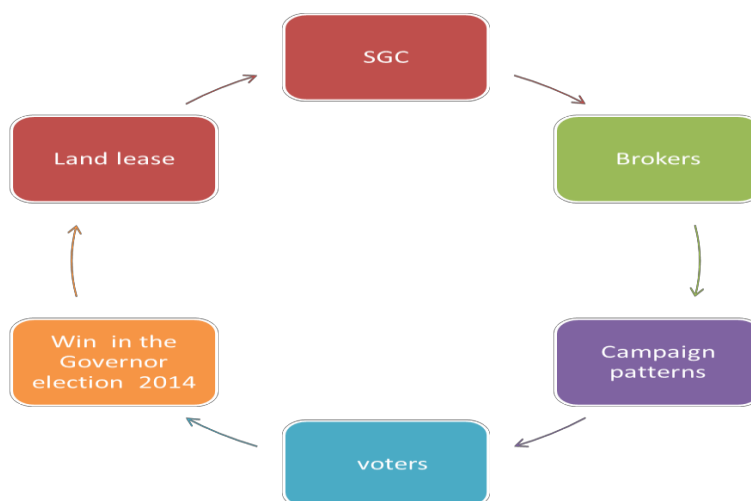 SGC
Brokers
Campaign
patterns
voters
Win in the
Governor
election 2014
Land lease